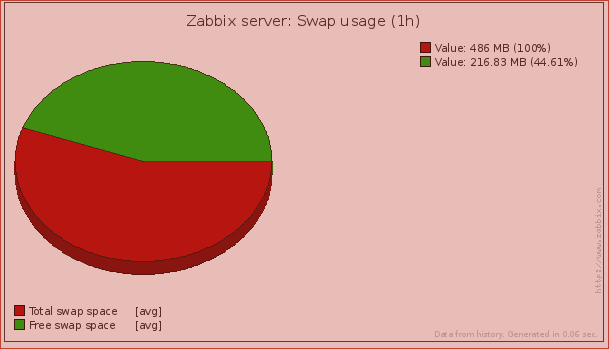 Zabbix server: Swap usage (1h)
Value: 486 MB (100%)
Value: 216.83 MB (44.61%)
http://www.zabbix.com
Total swap space [avg]
Free swap space [avg]
Data from history. Generated in 0.06 sec.